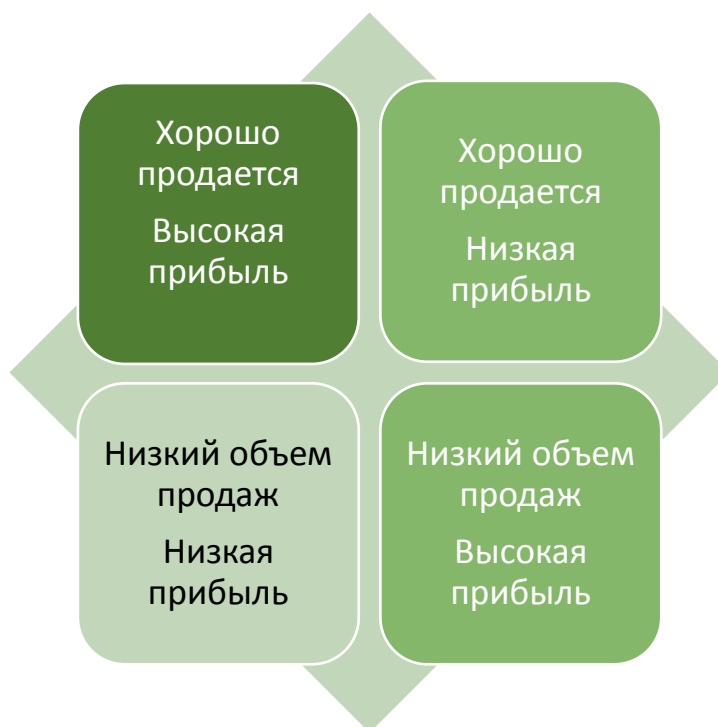 Хорошо
продается
Высокая
прибыль
Хорошо
продается
Низкая
прибыль
Низкий объем
продаж
Низкая
прибыль
Низкий объем
продаж
Высокая
прибыль